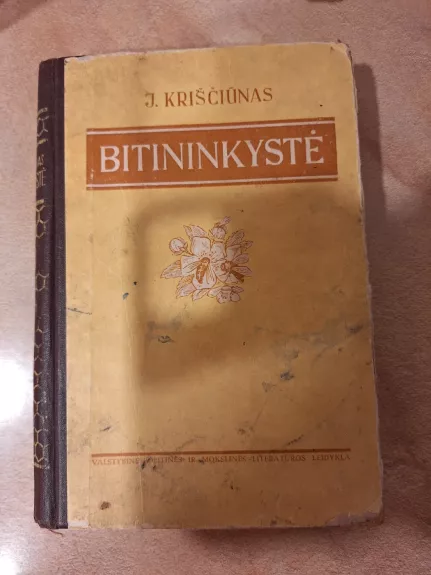 J. KRIŠČIŪNAS
BITININKYSTĖ
VALSTYBINĖ POLITINĖS IR MOKSLINĖS LITERATŪROS LEIDYKLA